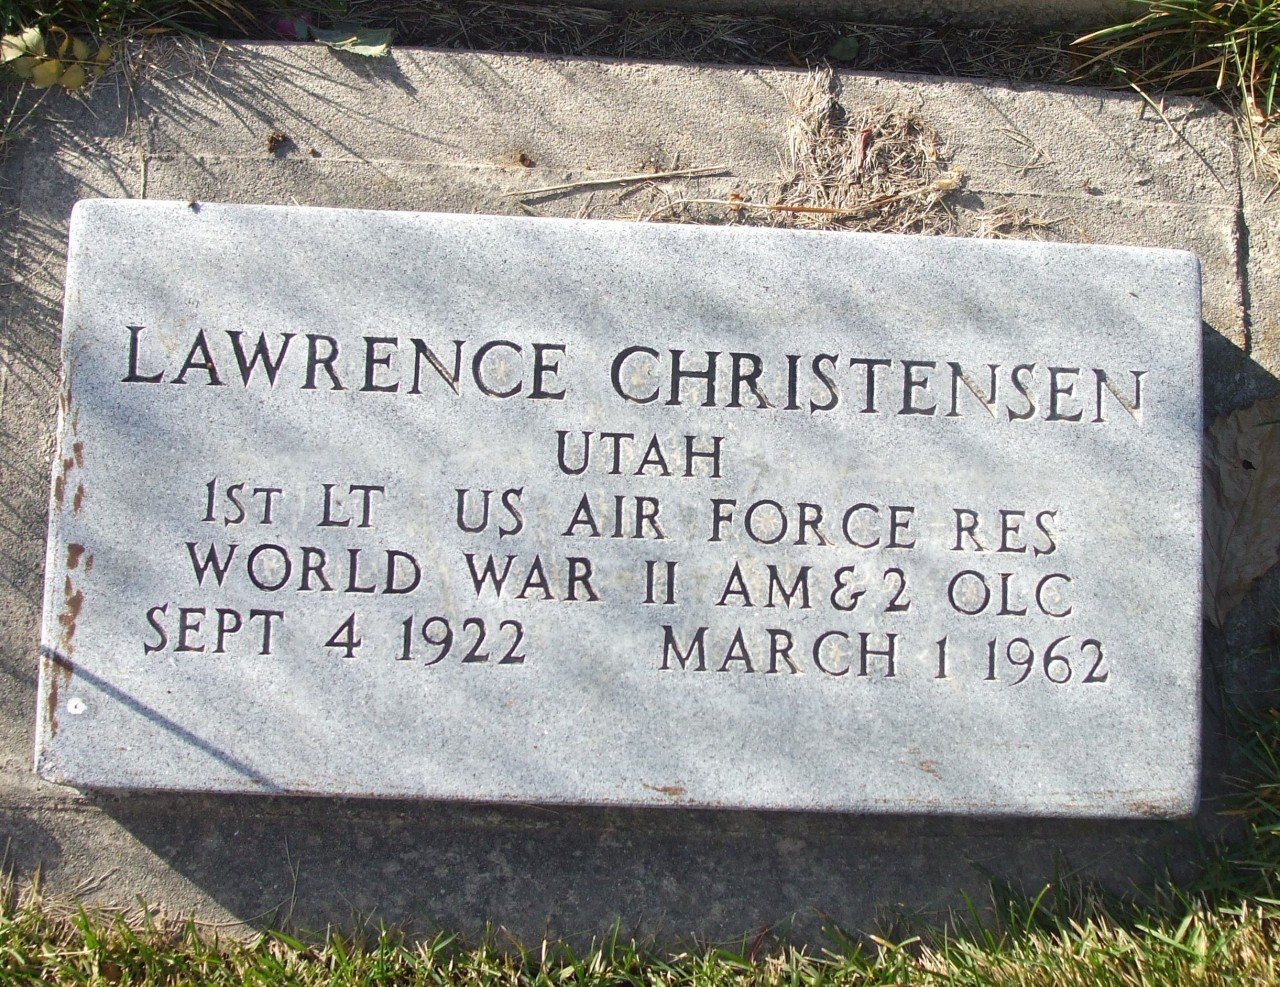 LAWRENCE CHRISTENSEN
UTAH
1ST LT US AIR FORCE RES
WORLD WAR II AM&2 OLC
SEPT 4 1922 MARCH 1 1962